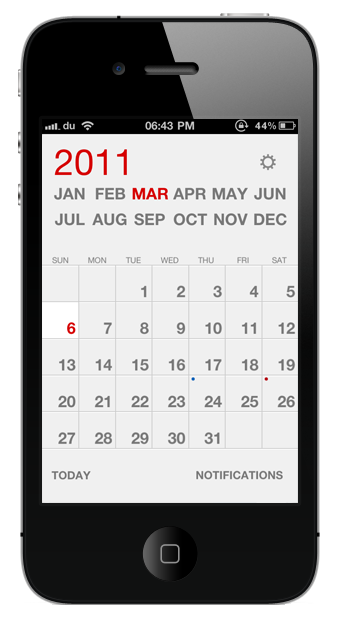 du 06:43 PM 44%
2011
JAN FEB MAR APR MAY JUN
JUL AUG SEP OCT NOV DEC
SUN MON TUE WED THU FRI SAT
1 2 3 4 5
6 7 8 9 10 11 12
13 14 15 16 17 18 19
20 21 22 23 24 25 26
27 28 29 30 31
TODAY NOTIFICATIONS